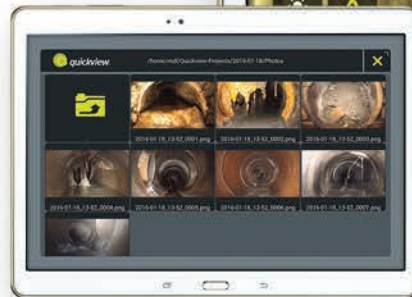 quickview
/home/mdl/Quickview-Projects/2016-01-18/Photos
2016-01-18_13-52_0001.png
2016-01-18_13-52_0002.png
2016-01-18_13-52_0003.png
2016-01-18_13-52_0004.png
2016-01-18_13-52_0005.png
2016-01-18_13-52_0006.png
2016-01-18_13-52_0007.png